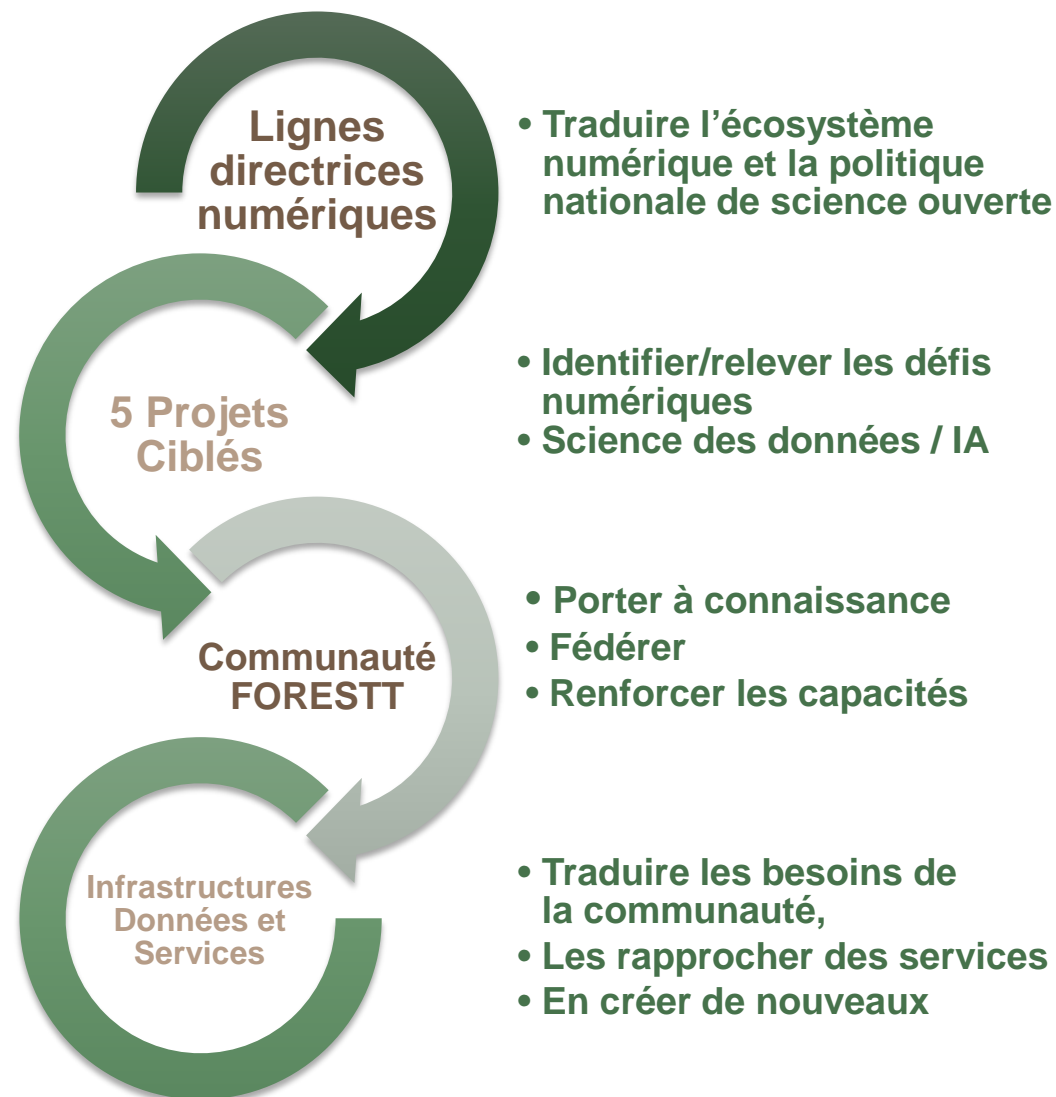 Lignes
directrices
numériques
• Traduire l’écosystème
numérique et la politique
nationale de science ouverte
5 Projets
Ciblés
• Identifier/relever les défis
numériques
• Science des données / IA
Communauté
FORESTT
• Porter à connaissance
• Fédérer
• Renforcer les capacités
Infrastructures
Données et
Services
• Traduire les besoins de
la communauté,
• Les rapprocher des services
• En créer de nouveaux